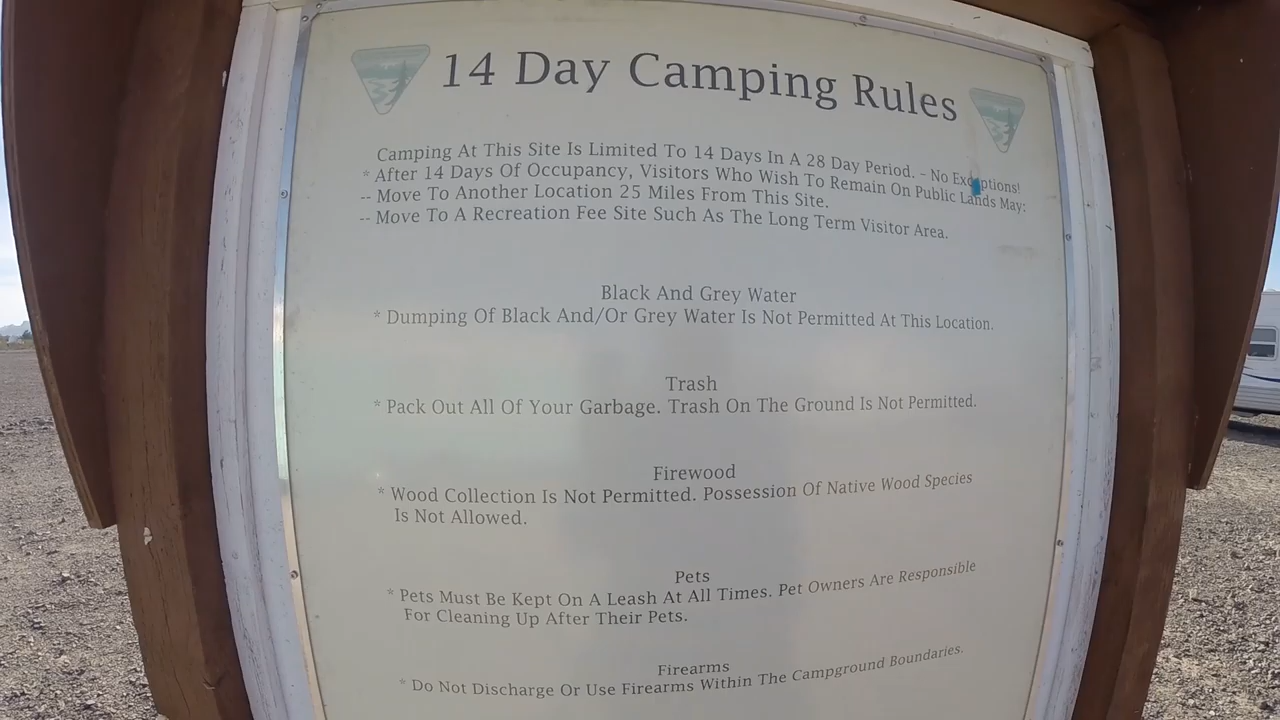 14 Day Camping Rules
Camping At This Site Is Limited To 14 Days In A 28 Day Period. - No Exceptions!
* After 14 Days Of Occupancy, Visitors Who Wish To Remain On Public Lands May:
-- Move To Another Location 25 Miles From This Site.
-- Move To A Recreation Fee Site Such As The Long Term Visitor Area.
Black And Grey Water
* Dumping Of Black And/Or Grey Water Is Not Permitted At This Location.
Trash
* Pack Out All Of Your Garbage. Trash On The Ground Is Not Permitted.
Firewood
* Wood Collection Is Not Permitted. Possession Of Native Wood Species
Is Not Allowed.
Pets
* Pets Must Be Kept On A Leash At All Times. Pet Owners Are Responsible
For Cleaning Up After Their Pets.
Firearms
* Do Not Discharge Or Use Firearms Within The Campground Boundaries.